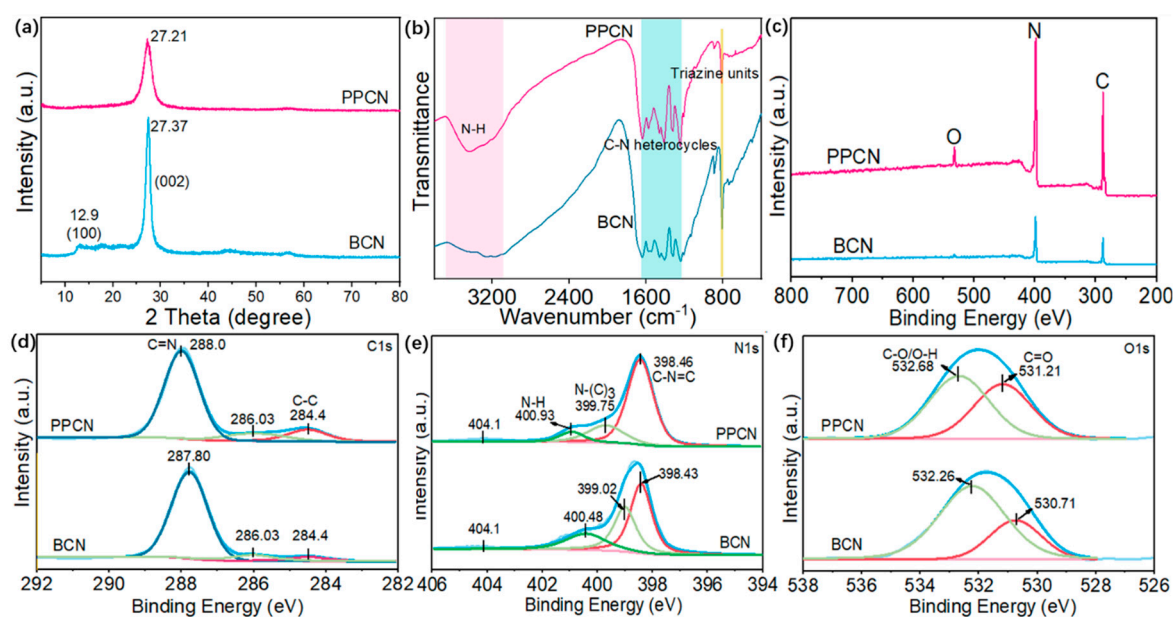 (a)
27.21
PPCN
27.37
(002)
12.9
(100)
BCN
Intensity (a.u.)
10 20 30 40 50 60 70 80
2 Theta (degree)
(b)
PPCN
Triazine units
N-H
C-N heterocycles
BCN
Transmittance
3200 2400 1600 800
Wavenumber (cm⁻¹)
(c)
N
C
O
PPCN
BCN
Intensity (a.u.)
800 700 600 500 400 300 200
Binding Energy (eV)
(d)
C1s
C=N
288.0
C-C
286.03
284.4
PPCN
287.80
286.03
284.4
BCN
Intensity (a.u.)
292 290 288 286 284 282
Binding Energy (eV)
(e)
N1s
398.46
C-N=C
N-(C)3
399.75
N-H
400.93
404.1
PPCN
398.43
399.02
400.48
404.1
BCN
Intensity (a.u.)
406 404 402 400 398 396 394
Binding Energy (eV)
(f)
O1s
C-O/O-H
532.68
C=O
531.21
PPCN
532.26
530.71
BCN
Intensity (a.u.)
538 536 534 532 530 528 526
Binding Energy (eV)